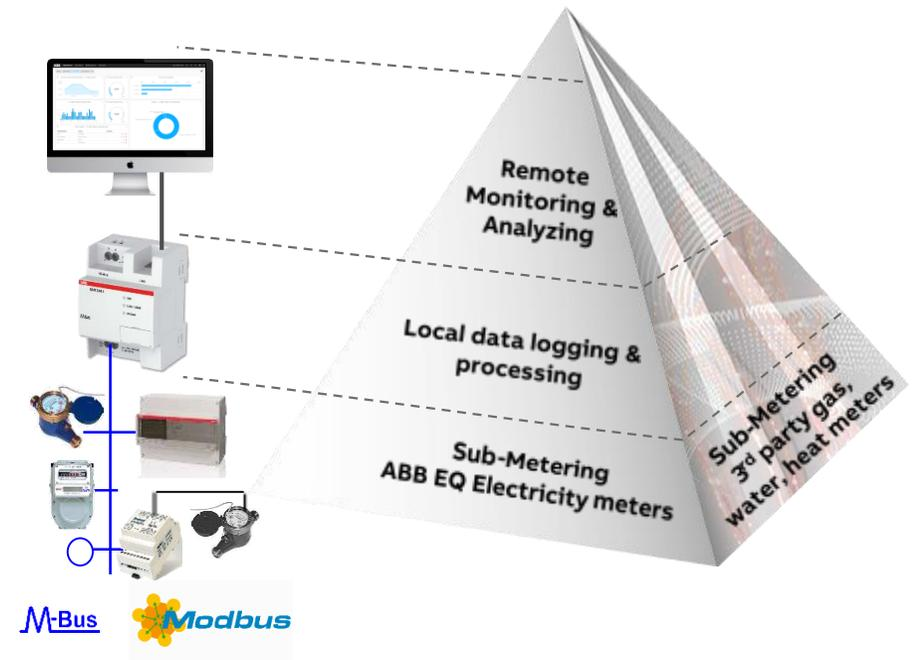 Remote
Monitoring &
Analyzing
Local data logging &
processing
Sub-Metering
ABB EQ Electricity meters
Sub-Metering
3rd party gas,
water, heat meters
M-Bus
Modbus